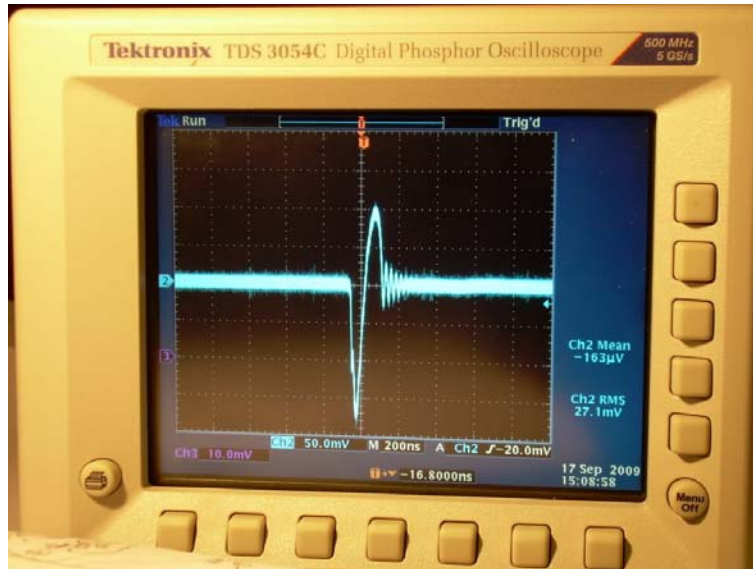 Tektronix TDS 3054C Digital Phosphor Oscilloscope
500 MHz
5 GS/s
Tek Run
Trig'd
T
T
2
3
Ch2 Mean
-163µV
Ch2 RMS
27.1mV
Ch2 50.0mV M 200ns A Ch2 ∫-20.0mV
Ch3 10.0mV
T→▼ -16.8000ns
17 Sep 2009
15:08:58
Menu
Off